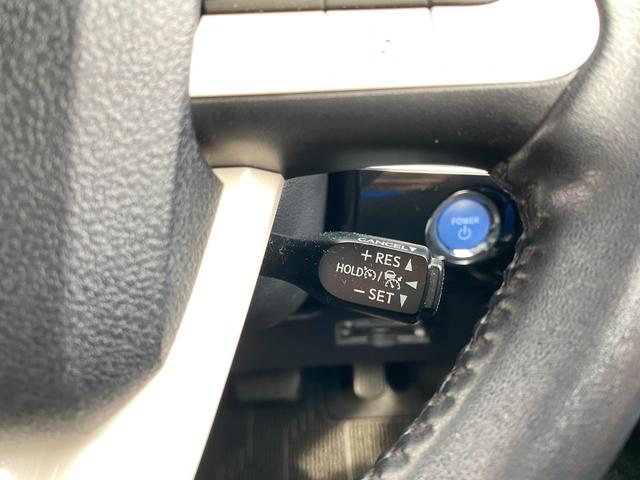 CANCEL▼
+RES▲
HOLD /  ◀
−SET▼
POWER